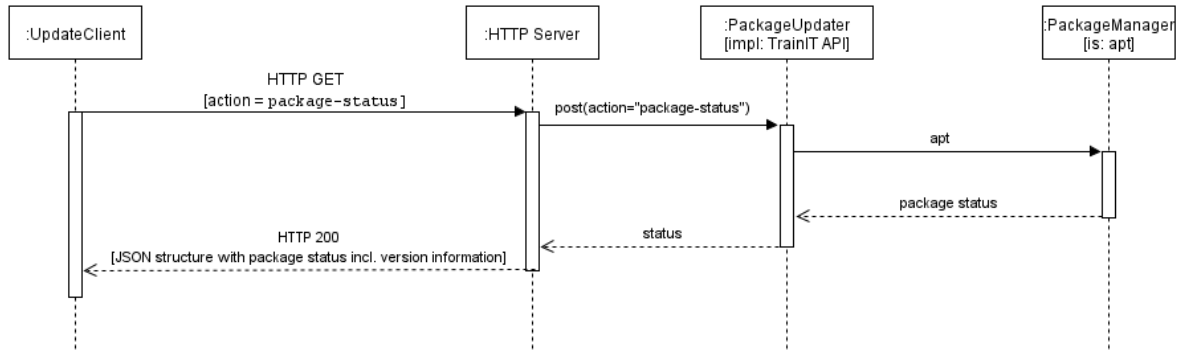 :UpdateClient
:HTTP Server
:PackageUpdater
[impl: TrainIT API]
:PackageManager
[is: apt]
HTTP GET
[action = package-status]
post(action="package-status")
apt
package status
status
HTTP 200
[JSON structure with package status incl. version information]